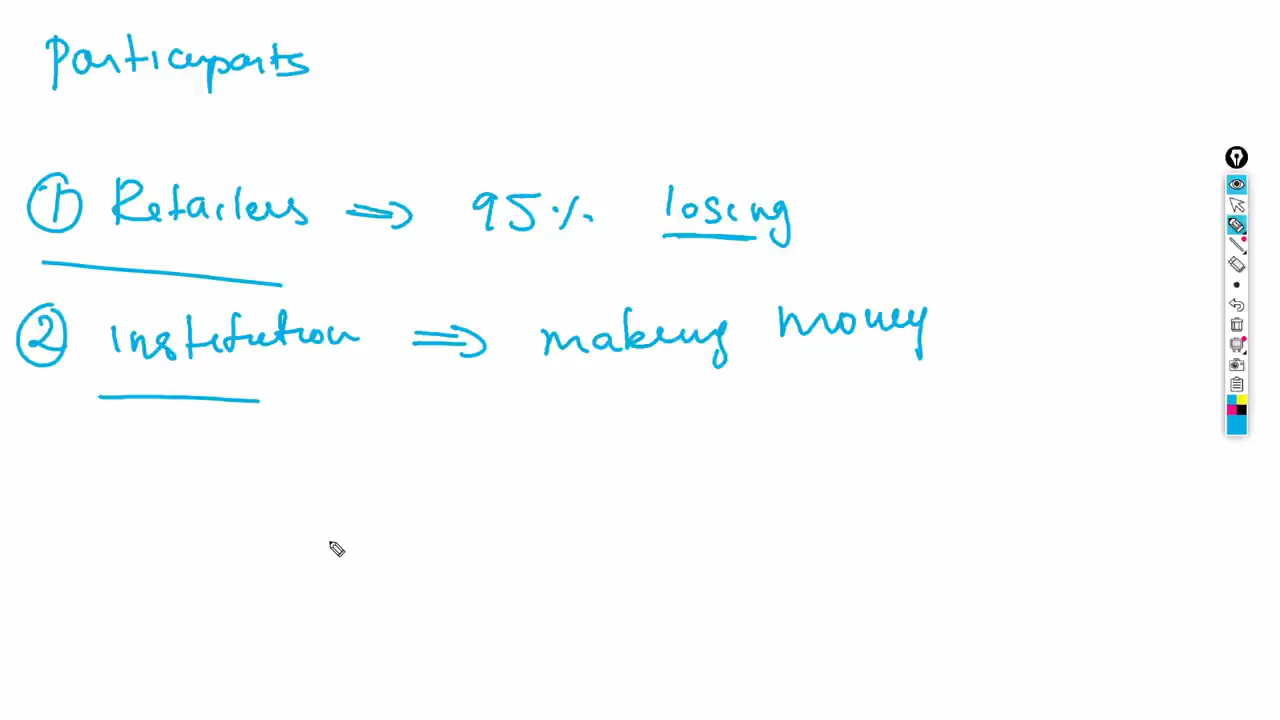 Participants
① Retailers ⇒ 95% losing
② institution ⇒ making money